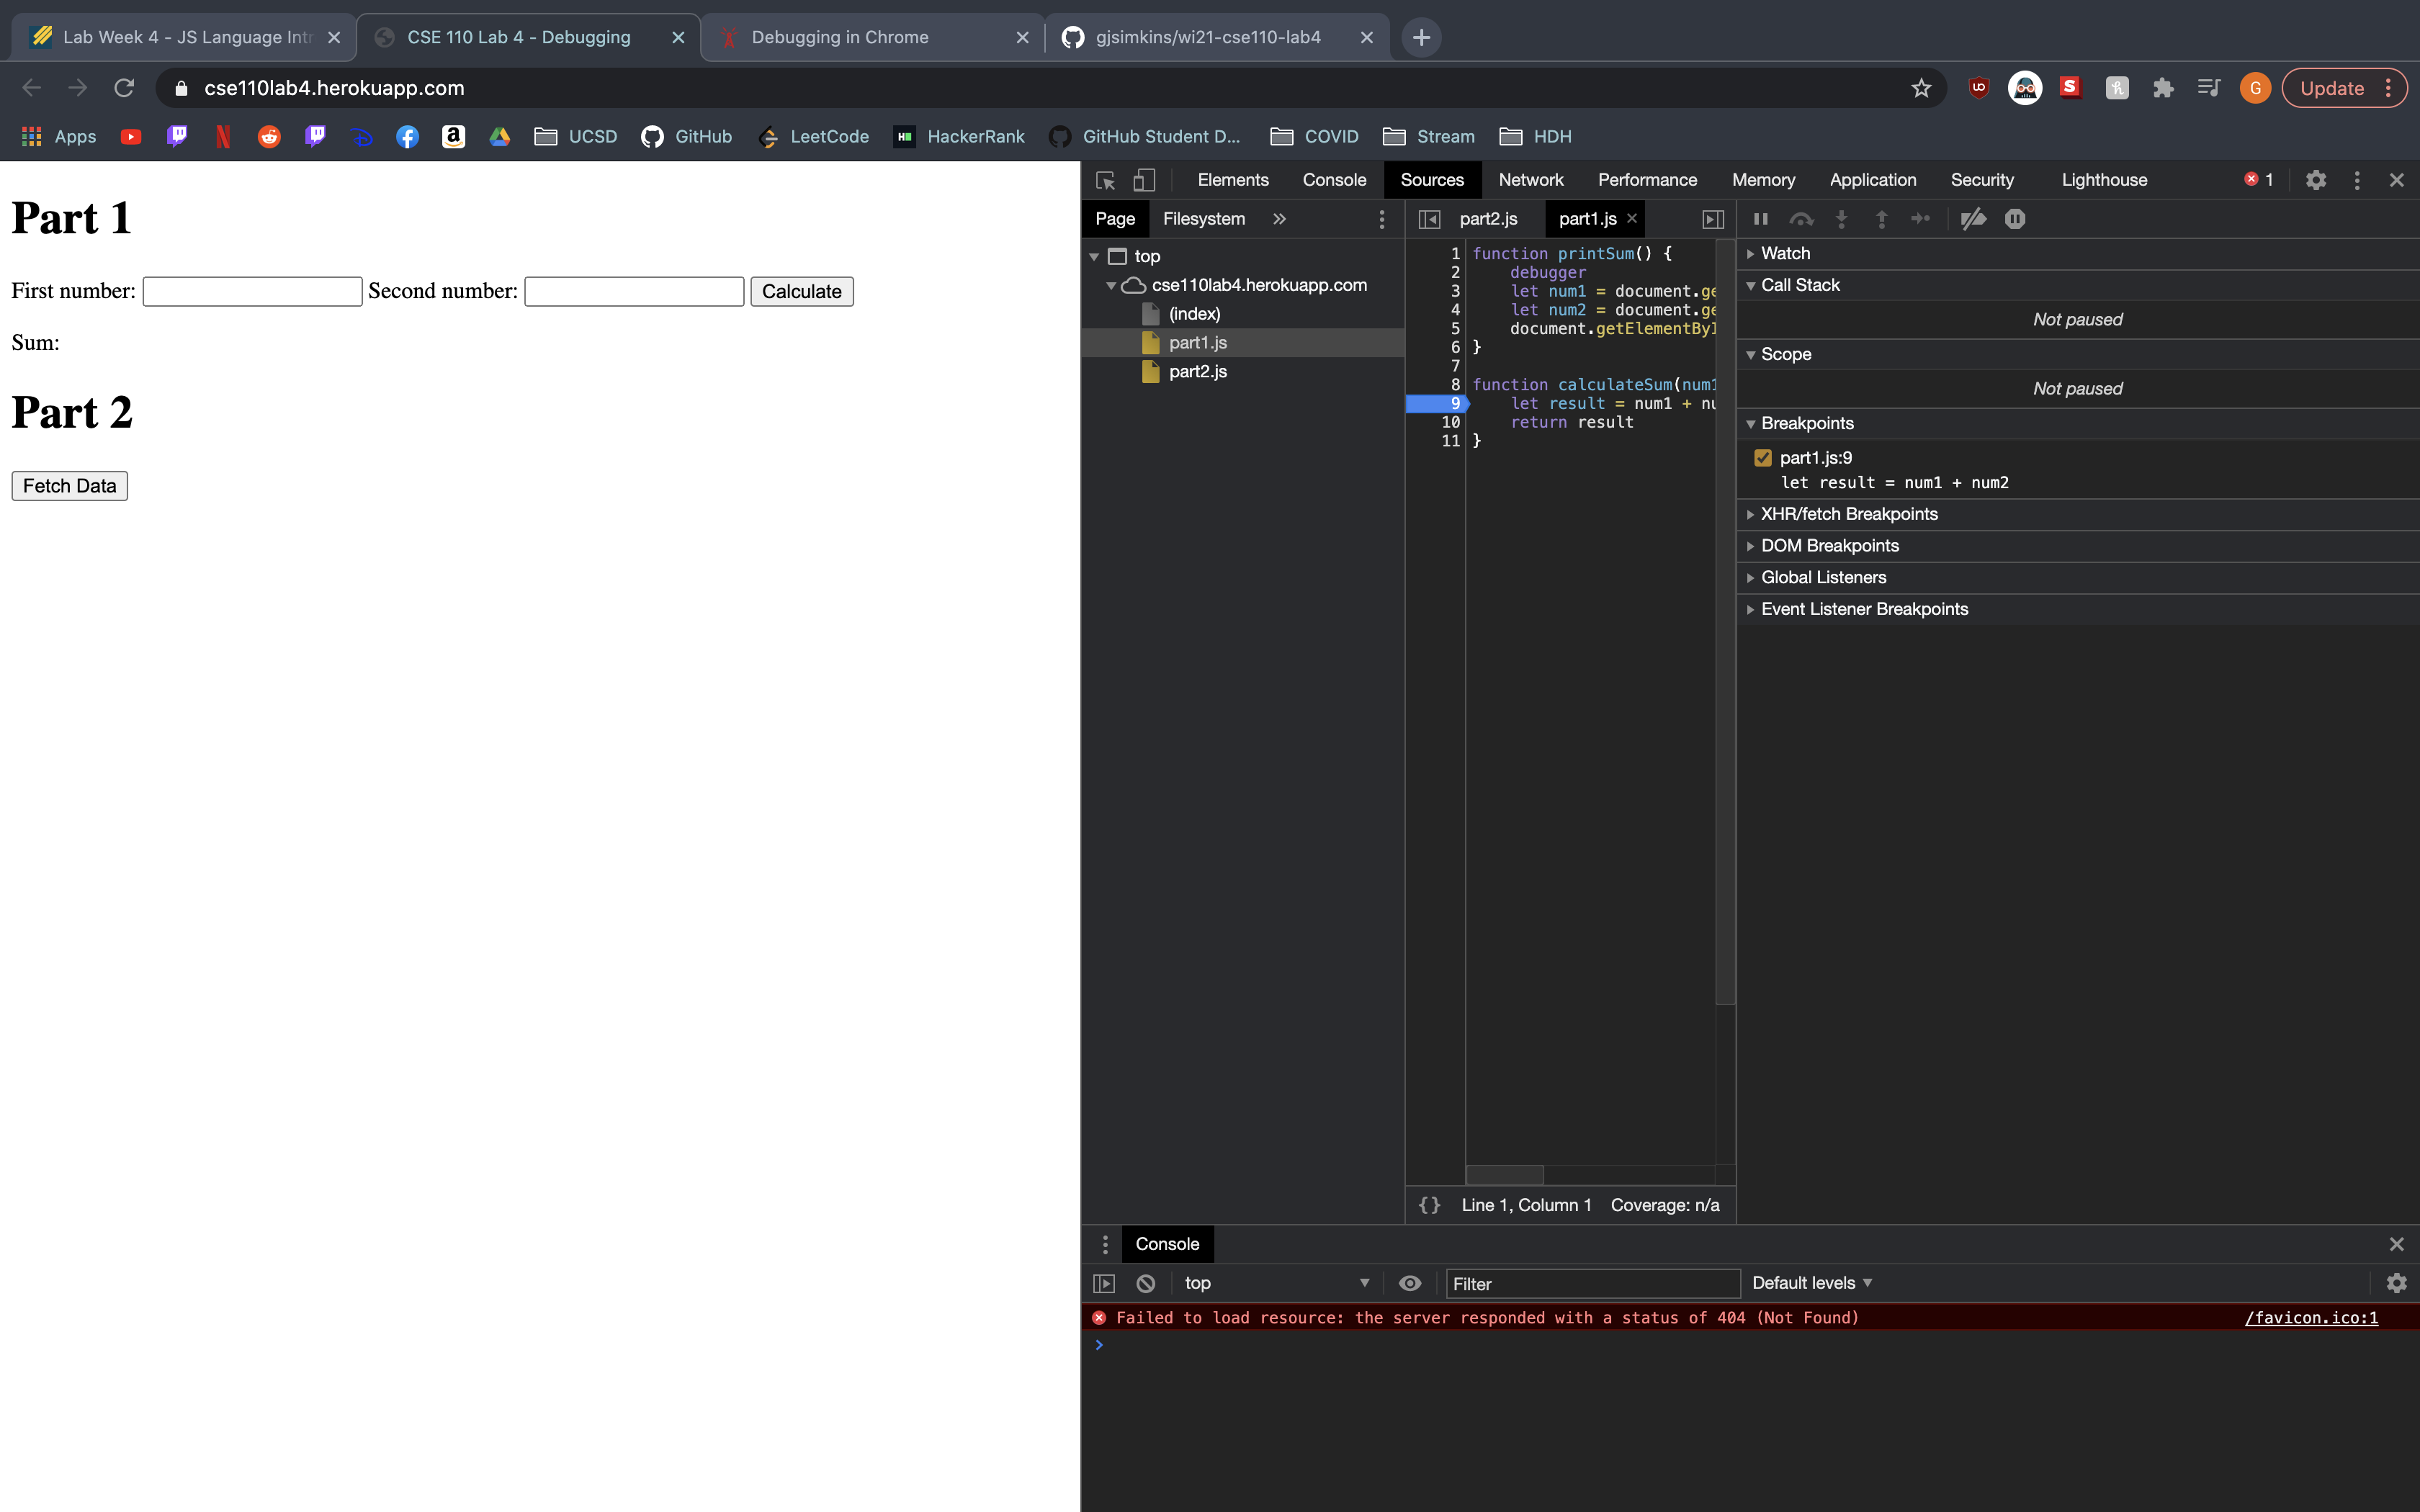 Lab Week 4 - JS Language Intr
CSE 110 Lab 4 - Debugging
Debugging in Chrome
gjsimkins/wi21-cse110-lab4
cse110lab4.herokuapp.com
G
Update
Apps
UCSD
GitHub
LeetCode
HackerRank
GitHub Student D...
COVID
Stream
HDH
Part 1
First number:
Second number:
Calculate
Sum:
Part 2
Fetch Data
Elements
Console
Sources
Network
Performance
Memory
Application
Security
Lighthouse
1
Page
Filesystem
top
cse110lab4.herokuapp.com
(index)
part1.js
part2.js
part2.js
part1.js
1 function printSum() {
2 debugger
3 let num1 = document.ge
4 let num2 = document.ge
5 document.getElementByI
6 }
7
8 function calculateSum(num1
9 let result = num1 + nu
10 return result
11 }
{} Line 1, Column 1 Coverage: n/a
Watch
Call Stack
Not paused
Scope
Not paused
Breakpoints
part1.js:9
let result = num1 + num2
XHR/fetch Breakpoints
DOM Breakpoints
Global Listeners
Event Listener Breakpoints
Console
top
Filter
Default levels
Failed to load resource: the server responded with a status of 404 (Not Found)
/favicon.ico:1